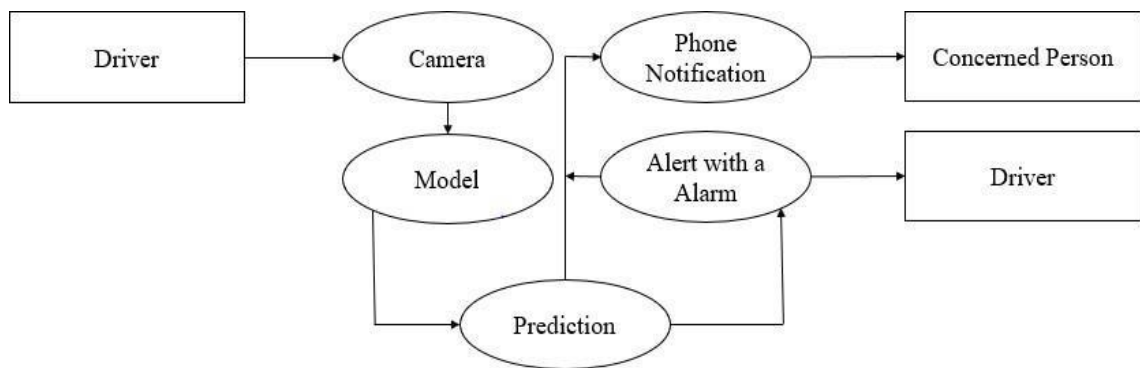 Driver
Camera
Phone
Notification
Concerned Person
Model
Alert with a
Alarm
Driver
Prediction